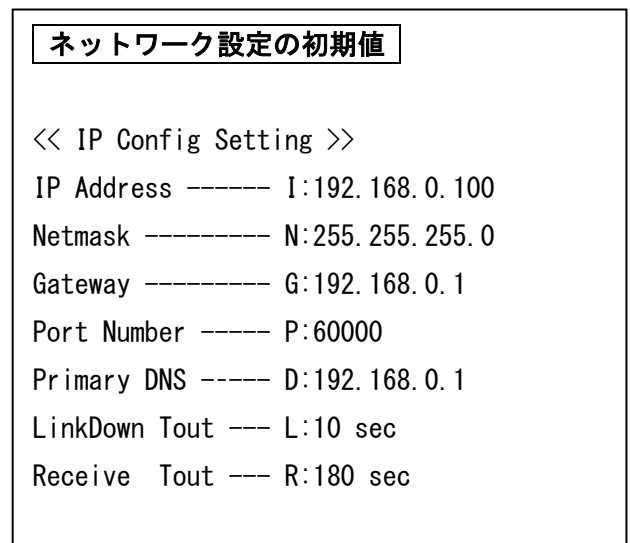 ネットワーク設定の初期値
<< IP Config Setting >>
IP Address ------ I:192.168.0.100
Netmask --------- N:255.255.255.0
Gateway --------- G:192.168.0.1
Port Number ----- P:60000
Primary DNS ----- D:192.168.0.1
LinkDown Tout --- L:10 sec
Receive  Tout --- R:180 sec